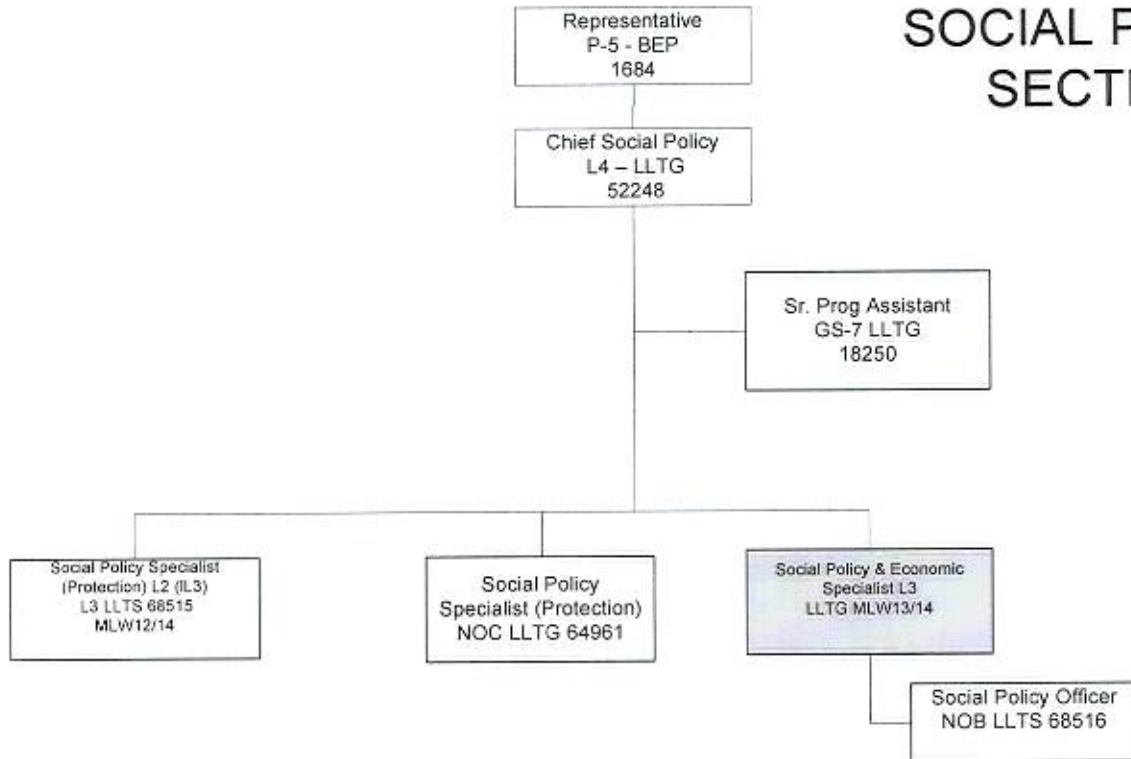 Representative
P-5 - BEP
1684
SOCIAL P
SECTI
Chief Social Policy
L4 – LLTG
52248
Sr. Prog Assistant
GS-7 LLTG
18250
Social Policy Specialist
(Protection) L2 (IL3)
L3 LLTS 68515
MLW12/14
Social Policy
Specialist (Protection)
NOC LLTG 64961
Social Policy & Economic
Specialist L3
LLTG MLW13/14
Social Policy Officer
NOB LLTS 68516